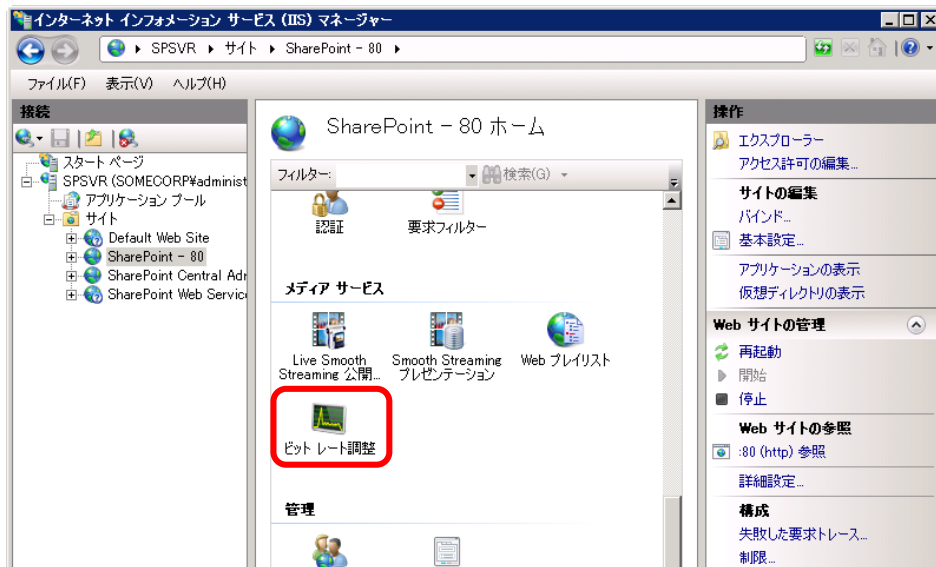 インターネット インフォメーション サービス (IIS) マネージャー
SPSVR サイト SharePoint - 80
ファイル(F) 表示(V) ヘルプ(H)
接続
スタート ページ
SPSVR (SOMECORP¥administ
アプリケーション プール
サイト
Default Web Site
SharePoint - 80
SharePoint Central Adr
SharePoint Web Servic
SharePoint - 80 ホーム
フィルター: 検索(G)
認証 要求フィルター
メディア サービス
Live Smooth Smooth Streaming Web プレイリスト
Streaming 公開... プレゼンテーション
ビット レート調整
管理
操作
エクスプローラー
アクセス許可の編集...
サイトの編集
バインド...
基本設定...
アプリケーションの表示
仮想ディレクトリの表示
Web サイトの管理
再起動
開始
停止
Web サイトの参照
:80 (http) 参照
詳細設定...
構成
失敗した要求トレース...
制限...